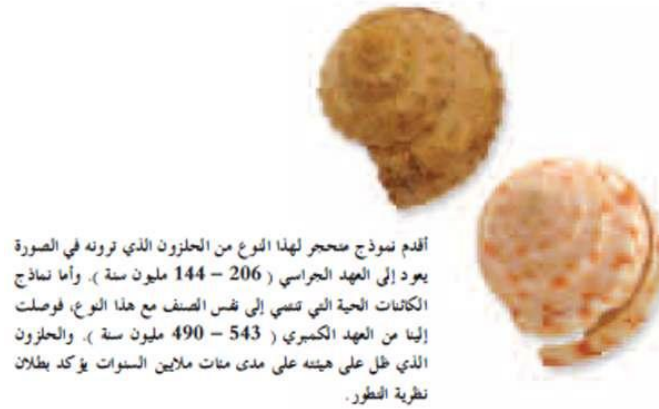 أقدم نموذج متحجر لهذا النوع من الحلزون الذي ترونه في الصورة
يعود إلى العهد الجراسي ( 206 – 144 مليون سنة ). وأما نماذج
الكائنات الحية التي تنتمي إلى نفس الصنف مع هذا النوع، فوصلت
إلينا من العهد الكمبري ( 543 – 490 مليون سنة ). والحلزون
الذي ظل على هيئته على مدى مئات ملايين السنوات يؤكد بطلان
نظرية التطور.